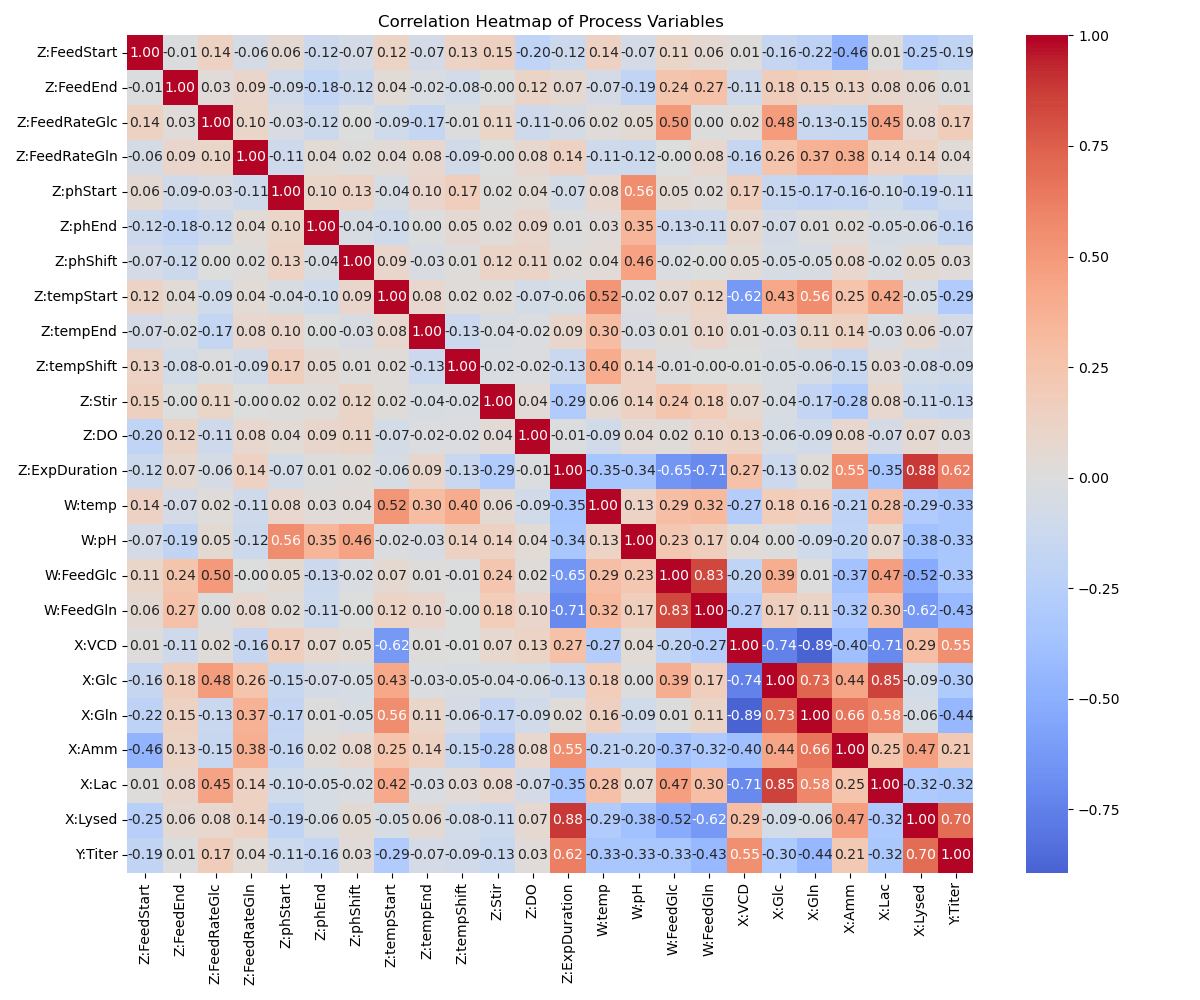 Correlation Heatmap of Process Variables
Z:FeedStart 1.00 -0.01 0.14 -0.06 0.06 -0.12 -0.07 0.12 -0.07 0.13 0.15 -0.20 -0.12 0.14 -0.07 0.11 0.06 0.01 -0.16 -0.22 -0.46 0.01 -0.25 -0.19
Z:FeedEnd -0.01 1.00 0.03 0.09 -0.09 -0.18 -0.12 0.04 -0.02 -0.08 -0.00 0.12 0.07 -0.07 -0.19 0.24 0.27 -0.11 0.18 0.15 0.13 0.08 0.06 0.01
Z:FeedRateGlc 0.14 0.03 1.00 0.10 -0.03 -0.12 0.00 -0.09 -0.17 -0.01 0.11 -0.11 -0.06 0.02 0.05 0.50 0.00 0.02 0.48 -0.13 -0.15 0.45 0.08 0.17
Z:FeedRateGln -0.06 0.09 0.10 1.00 -0.11 0.04 0.02 0.04 0.08 -0.09 -0.00 0.08 0.14 -0.11 -0.12 -0.00 0.08 -0.16 0.26 0.37 0.38 0.14 0.14 0.04
Z:phStart 0.06 -0.09 -0.03 -0.11 1.00 0.10 0.13 -0.04 0.10 0.17 0.02 0.04 -0.07 0.08 0.56 0.05 0.02 0.17 -0.15 -0.17 -0.16 -0.10 -0.19 -0.11
Z:phEnd -0.12 -0.18 -0.12 0.04 0.10 1.00 -0.04 -0.10 0.00 0.05 0.02 0.09 0.01 0.03 0.35 -0.13 -0.11 0.07 -0.07 0.01 0.02 -0.05 -0.06 -0.16
Z:phShift -0.07 -0.12 0.00 0.02 0.13 -0.04 1.00 0.09 -0.03 0.01 0.12 0.11 0.02 0.04 0.46 -0.02 -0.00 0.05 -0.05 -0.05 0.08 -0.02 0.05 0.03
Z:tempStart 0.12 0.04 -0.09 0.04 -0.04 -0.10 0.09 1.00 0.08 0.02 0.02 -0.07 -0.06 0.52 -0.02 0.07 0.12 -0.62 0.43 0.56 0.25 0.42 -0.05 -0.29
Z:tempEnd -0.07 -0.02 -0.17 0.08 0.10 0.00 -0.03 0.08 1.00 -0.13 -0.04 -0.02 0.09 0.30 -0.03 0.01 0.10 0.01 -0.03 0.11 0.14 -0.03 0.06 -0.07
Z:tempShift 0.13 -0.08 -0.01 -0.09 0.17 0.05 0.01 0.02 -0.13 1.00 -0.02 -0.02 -0.13 0.40 0.14 -0.01 -0.00 -0.01 -0.05 -0.06 -0.15 0.03 -0.08 -0.09
Z:Stir 0.15 -0.00 0.11 -0.00 0.02 0.02 0.12 0.02 -0.04 -0.02 1.00 0.04 -0.29 0.06 0.14 0.24 0.18 0.07 -0.04 -0.17 -0.28 0.08 -0.11 -0.13
Z:DO -0.20 0.12 -0.11 0.08 0.04 0.09 0.11 -0.07 -0.02 -0.02 0.04 1.00 -0.01 -0.09 0.04 0.02 0.10 0.13 -0.06 -0.09 0.08 -0.07 0.07 0.03
Z:ExpDuration -0.12 0.07 -0.06 0.14 -0.07 0.01 0.02 -0.06 0.09 -0.13 -0.29 -0.01 1.00 -0.35 -0.34 -0.65 -0.71 0.27 -0.13 0.02 0.55 -0.35 0.88 0.62
W:temp 0.14 -0.07 0.02 -0.11 0.08 0.03 0.04 0.52 0.30 0.40 0.06 -0.09 -0.35 1.00 0.13 0.29 0.32 -0.27 0.18 0.16 -0.21 0.28 -0.29 -0.33
W:pH -0.07 -0.19 0.05 -0.12 0.56 0.35 0.46 -0.02 -0.03 0.14 0.14 0.04 -0.34 0.13 1.00 0.23 0.17 0.04 0.00 -0.09 -0.20 0.07 -0.38 -0.33
W:FeedGlc 0.11 0.24 0.50 -0.00 0.05 -0.13 -0.02 0.07 0.01 -0.01 0.24 0.02 -0.65 0.29 0.23 1.00 0.83 -0.20 0.39 0.01 -0.37 0.47 -0.52 -0.33
W:FeedGln 0.06 0.27 0.00 0.08 0.02 -0.11 -0.00 0.12 0.10 -0.00 0.18 0.10 -0.71 0.32 0.17 0.83 1.00 -0.27 0.17 0.11 -0.32 0.30 -0.62 -0.43
X:VCD 0.01 -0.11 0.02 -0.16 0.17 0.07 0.05 -0.62 0.01 -0.01 0.07 0.13 0.27 -0.27 0.04 -0.20 -0.27 1.00 -0.74 -0.89 -0.40 -0.71 0.29 0.55
X:Glc -0.16 0.18 0.48 0.26 -0.15 -0.07 -0.05 0.43 -0.03 -0.05 -0.04 -0.06 -0.13 0.18 0.00 0.39 0.17 -0.74 1.00 0.73 0.44 0.85 -0.09 -0.30
X:Gln -0.22 0.15 -0.13 0.37 -0.17 0.01 -0.05 0.56 0.11 -0.06 -0.17 -0.09 0.02 0.16 -0.09 0.01 0.11 -0.89 0.73 1.00 0.66 0.58 -0.06 -0.44
X:Amm -0.46 0.13 -0.15 0.38 -0.16 0.02 0.08 0.25 0.14 -0.15 -0.28 0.08 0.55 -0.21 -0.20 -0.37 -0.32 -0.40 0.44 0.66 1.00 0.25 0.47 0.21
X:Lac 0.01 0.08 0.45 0.14 -0.10 -0.05 -0.02 0.42 -0.03 0.03 0.08 -0.07 -0.35 0.28 0.07 0.47 0.30 -0.71 0.85 0.58 0.25 1.00 -0.32 -0.32
X:Lysed -0.25 0.06 0.08 0.14 -0.19 -0.06 0.05 -0.05 0.06 -0.08 -0.11 0.07 0.88 -0.29 -0.38 -0.52 -0.62 0.29 -0.09 -0.06 0.47 -0.32 1.00 0.70
Y:Titer -0.19 0.01 0.17 0.04 -0.11 -0.16 0.03 -0.29 -0.07 -0.09 -0.13 0.03 0.62 -0.33 -0.33 -0.33 -0.43 0.55 -0.30 -0.44 0.21 -0.32 0.70 1.00
Z:FeedStart
Z:FeedEnd
Z:FeedRateGlc
Z:FeedRateGln
Z:phStart
Z:phEnd
Z:phShift
Z:tempStart
Z:tempEnd
Z:tempShift
Z:Stir
Z:DO
Z:ExpDuration
W:temp
W:pH
W:FeedGlc
W:FeedGln
X:VCD
X:Glc
X:Gln
X:Amm
X:Lac
X:Lysed
Y:Titer
1.00
0.75
0.50
0.25
0.00
−0.25
−0.50
−0.75